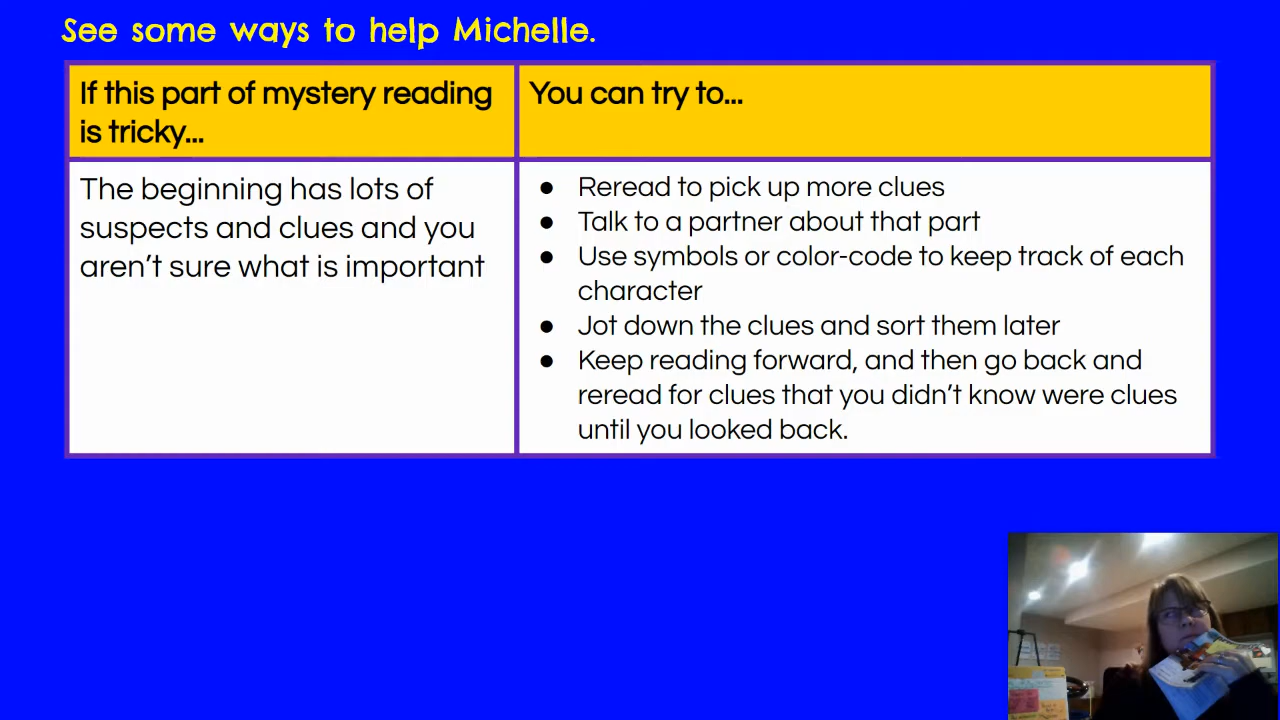 See some ways to help Michelle.
If this part of mystery reading
is tricky...
You can try to...
The beginning has lots of
suspects and clues and you
aren't sure what is important
● Reread to pick up more clues
● Talk to a partner about that part
● Use symbols or color-code to keep track of each
character
● Jot down the clues and sort them later
● Keep reading forward, and then go back and
reread for clues that you didn't know were clues
until you looked back.